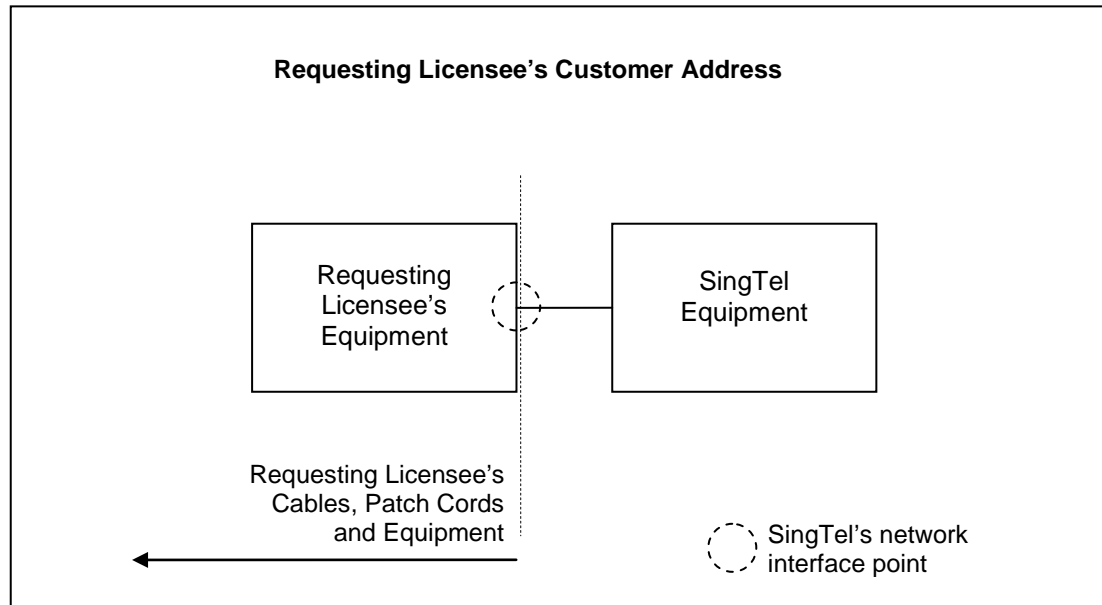 Requesting Licensee’s Customer Address
Requesting
Licensee’s
Equipment
SingTel
Equipment
Requesting Licensee’s
Cables, Patch Cords
and Equipment
SingTel’s network
interface point